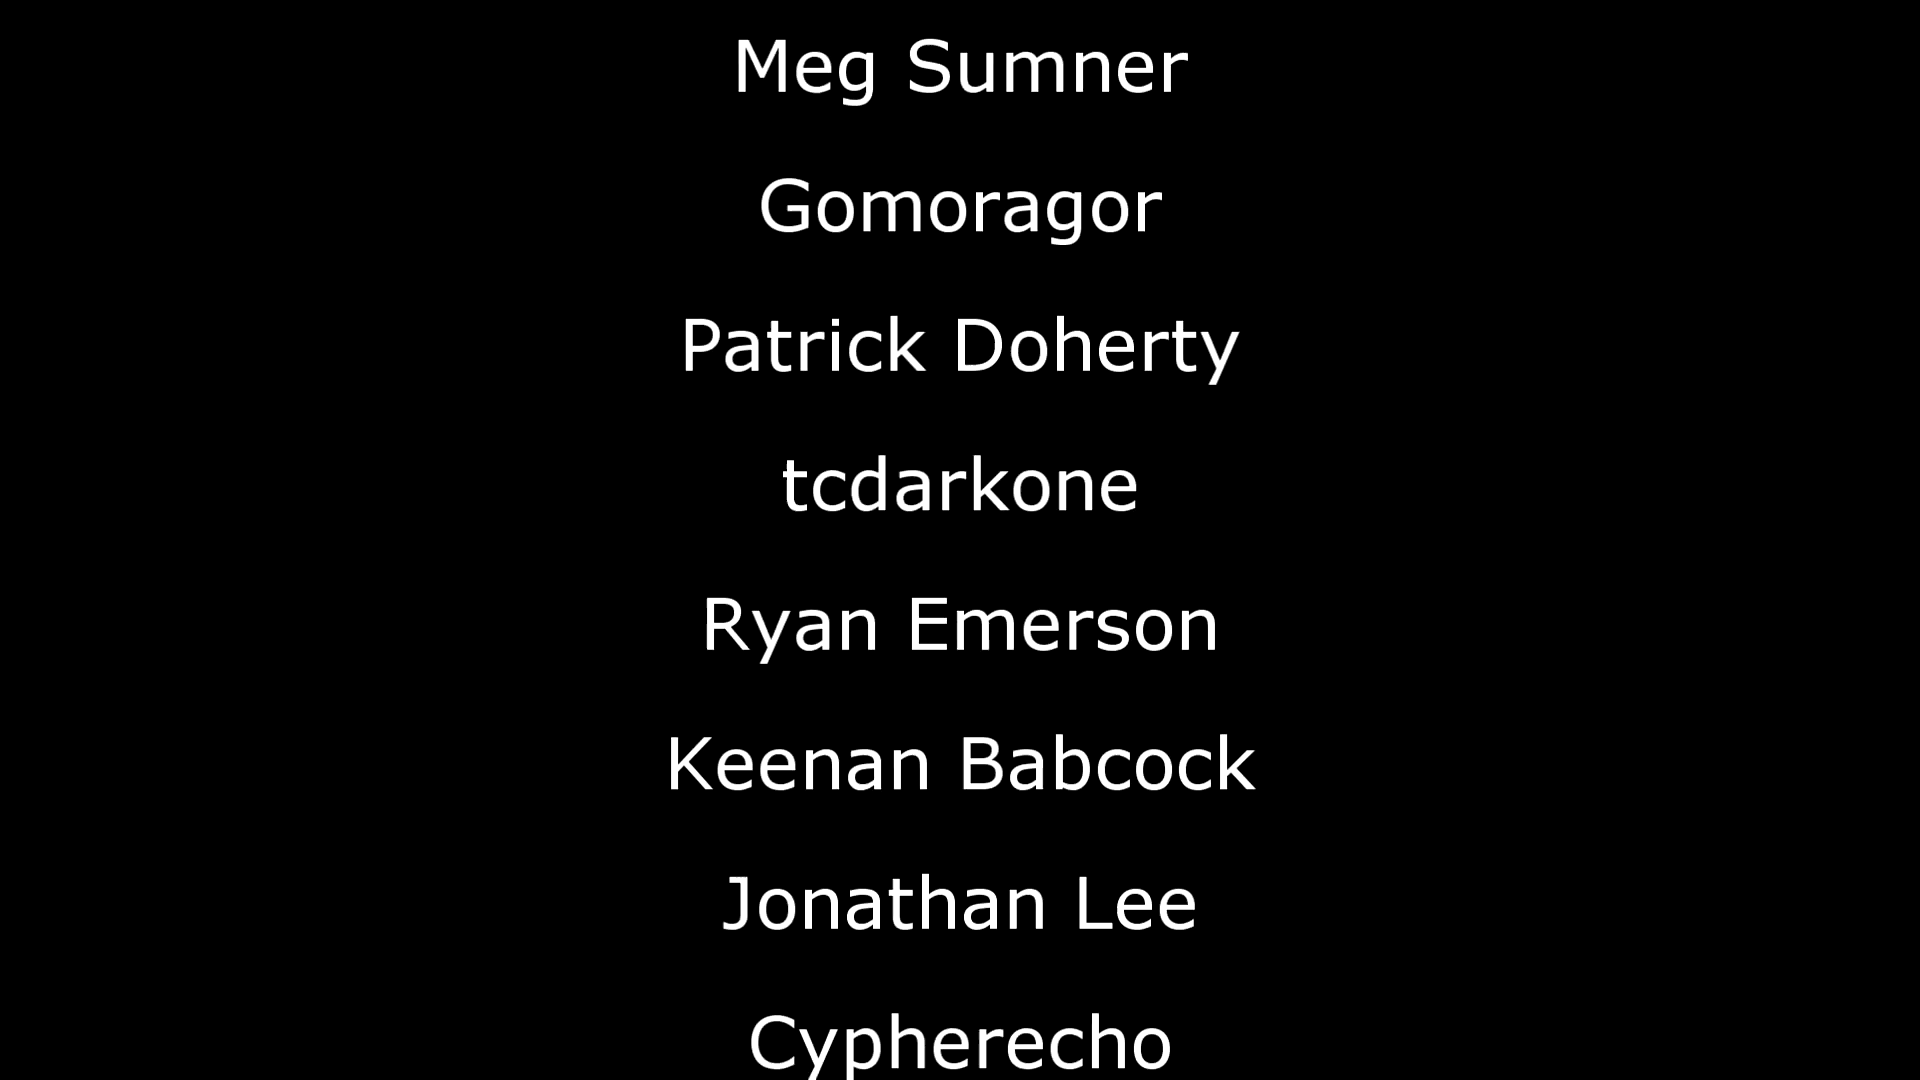 Meg Sumner
Gomoragor
Patrick Doherty
tcdarkone
Ryan Emerson
Keenan Babcock
Jonathan Lee
Cypherecho